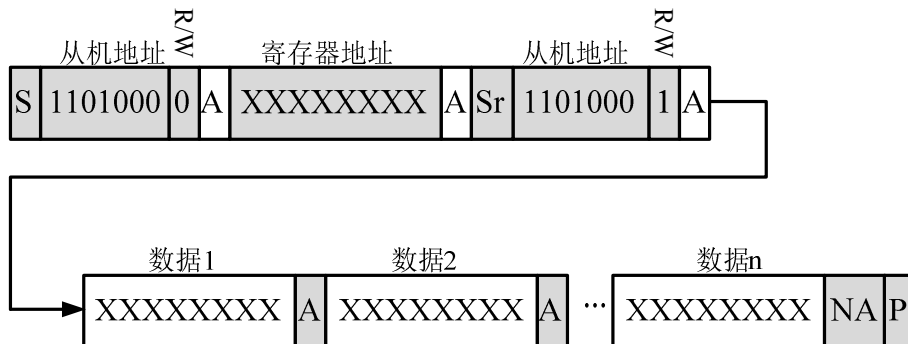 从机地址 R/W 寄存器地址 从机地址 R/W
S 1101000 0 A XXXXXXXX A Sr 1101000 1 A
数据1 数据2 数据n
XXXXXXXX A XXXXXXXX A ... XXXXXXXX NA P